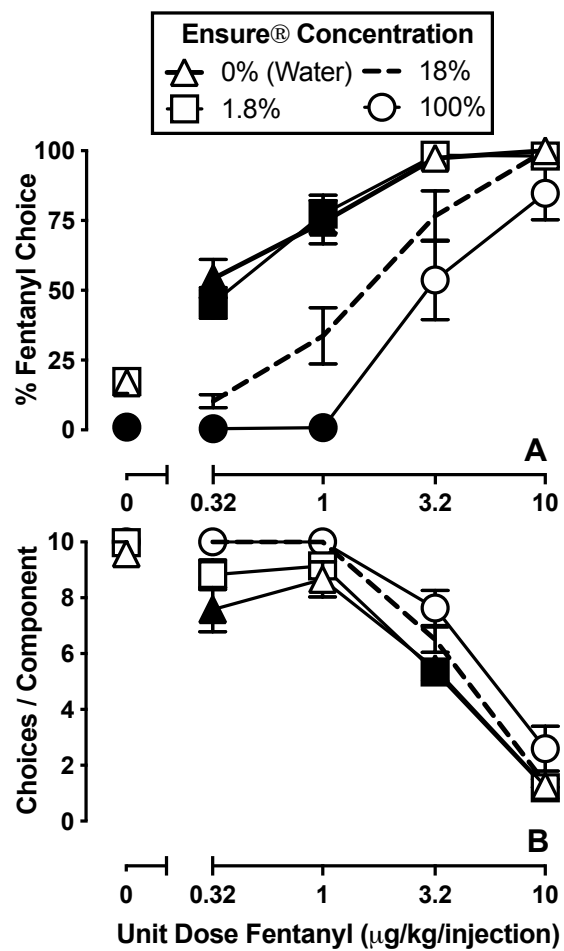 Ensure® Concentration
0% (Water) 18%
1.8% 100%
100
75
50
25
0
% Fentanyl Choice
A
0 0.32 1 3.2 10
10
8
6
4
2
0
Choices / Component
B
0 0.32 1 3.2 10
Unit Dose Fentanyl (μg/kg/injection)